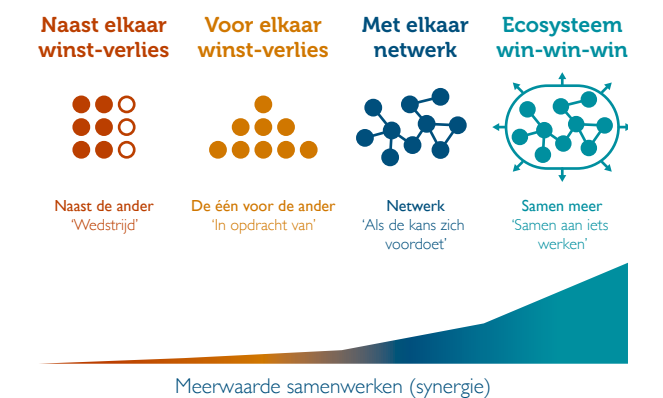 Naast elkaar
winst-verlies
Voor elkaar
winst-verlies
Met elkaar
netwerk
Ecosysteem
win-win-win
Naast de ander
'Wedstrijd'
De één voor de ander
'In opdracht van'
Netwerk
'Als de kans zich
voordoet'
Samen meer
'Samen aan iets
werken'
Meerwaarde samenwerken (synergie)